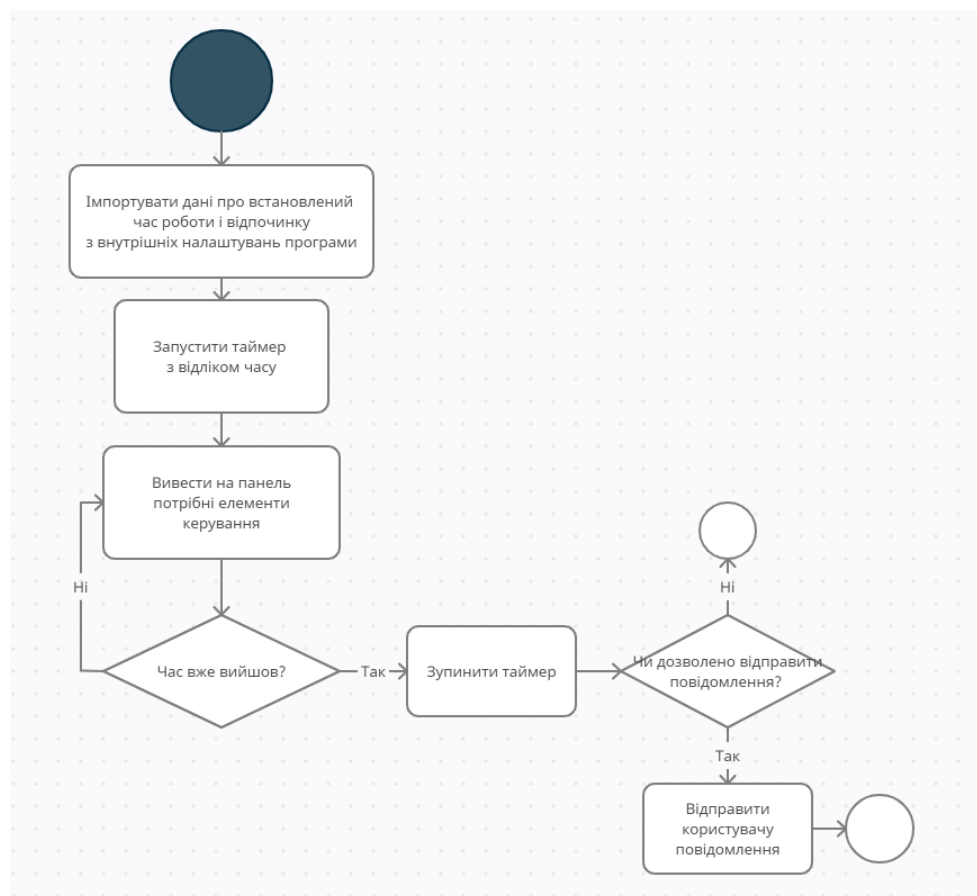 Імпортувати дані про встановлений
час роботи і відпочинку
з внутрішніх налаштувань програми
Запустити таймер
з відліком часу
Вивести на панель
потрібні елементи
керування
Ні
Час вже вийшов?
Так
Зупинити таймер
Ні
Чи дозволено відправити
повідомлення?
Так
Відправити
користувачу
повідомлення